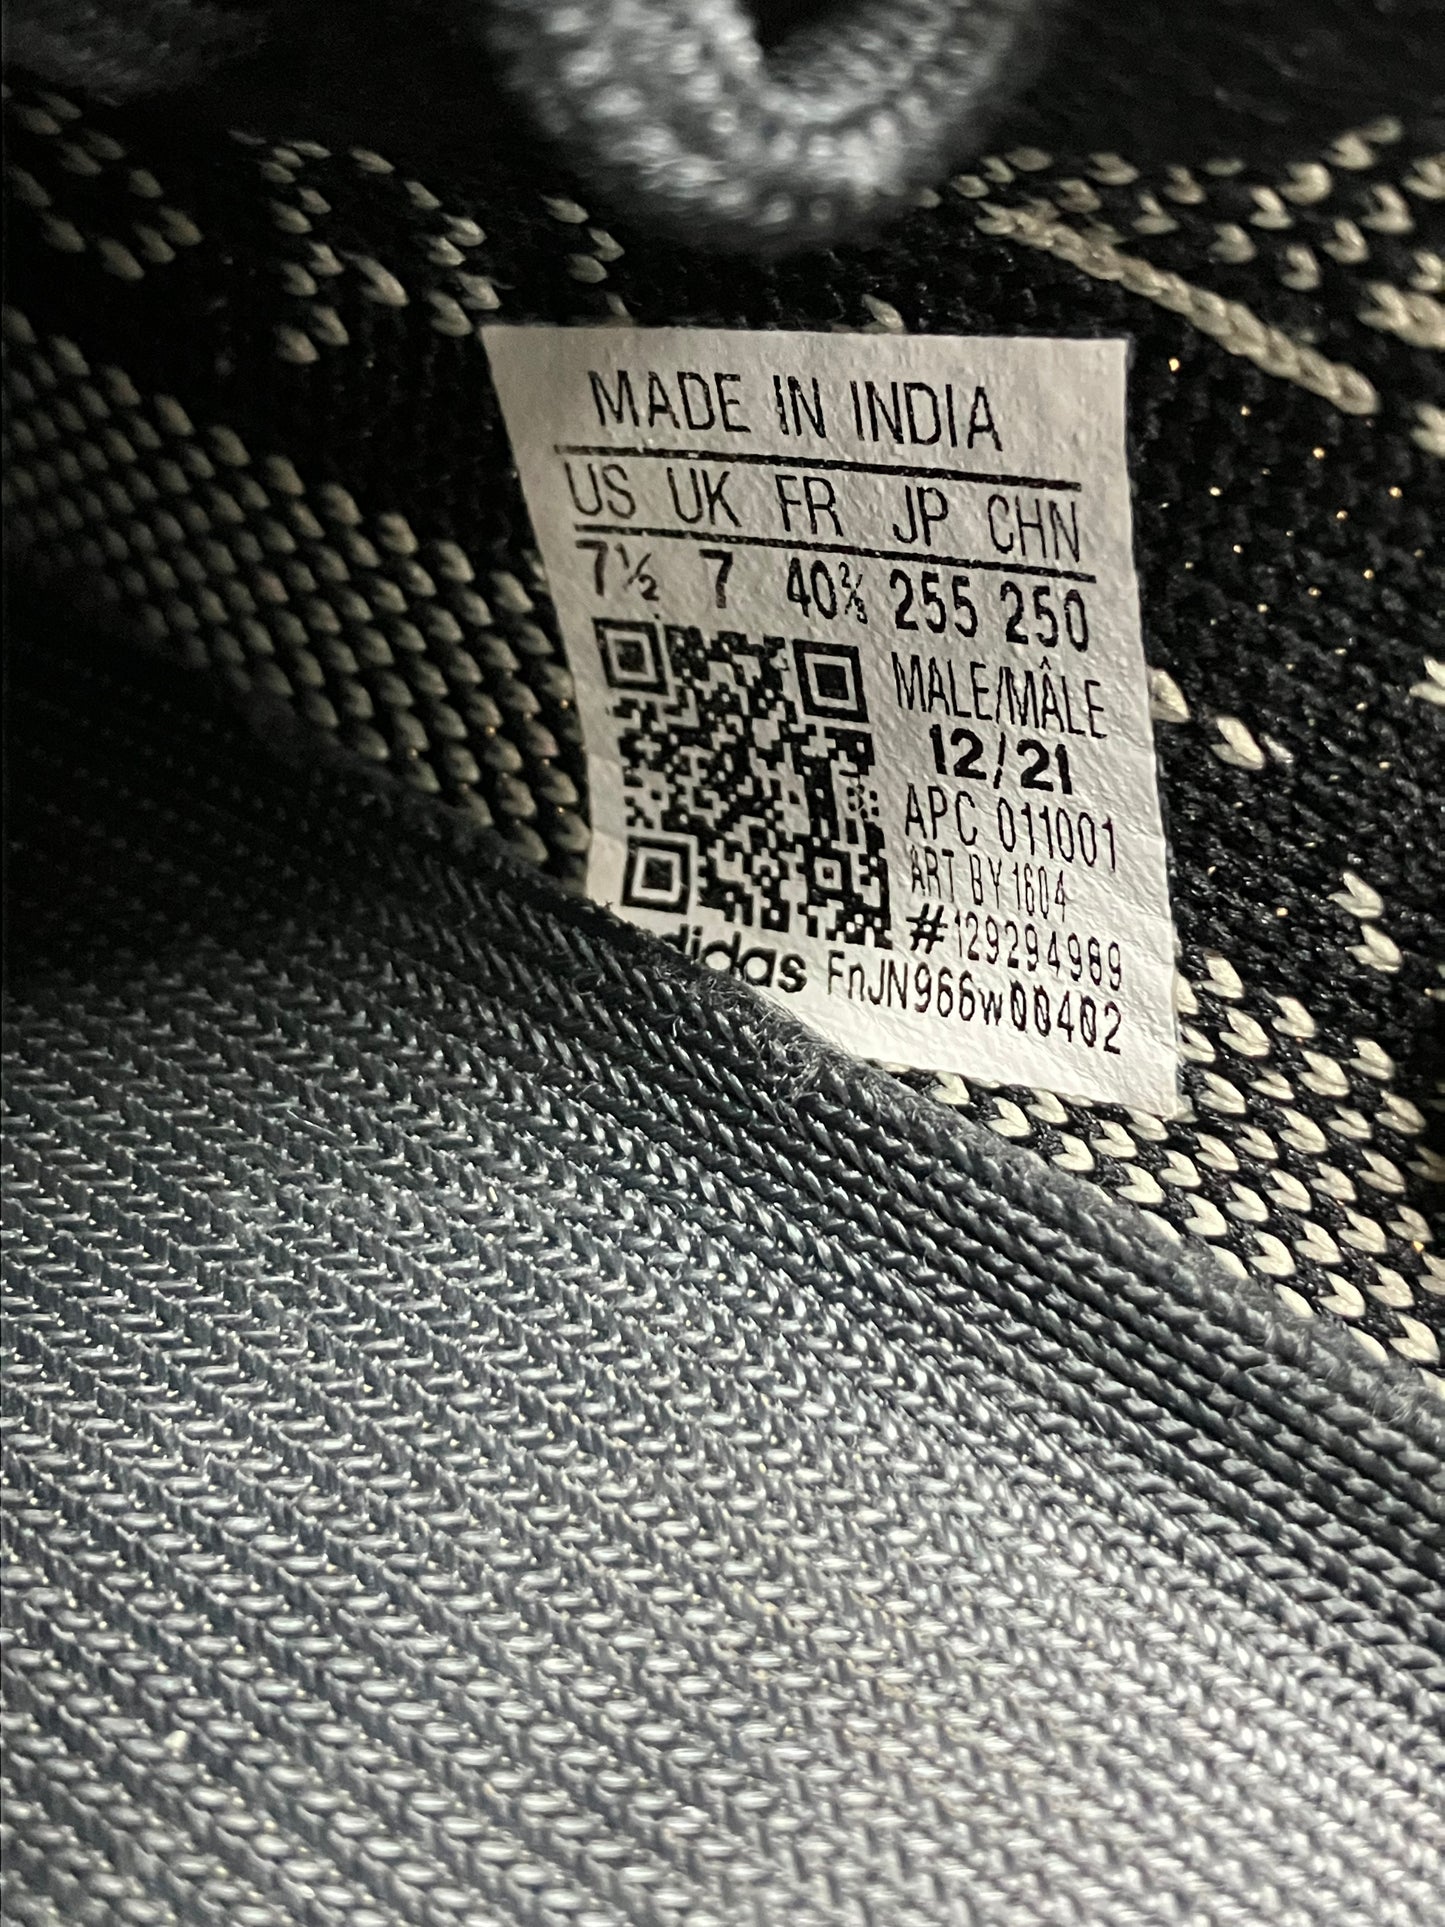 MADE IN INDIA
US UK FR JP CHN
7½ 7 40⅔ 255 250
MALE/MÂLE
12/21
APC 011001
ART BY1604
#129294989
adidas FnJN966w00402